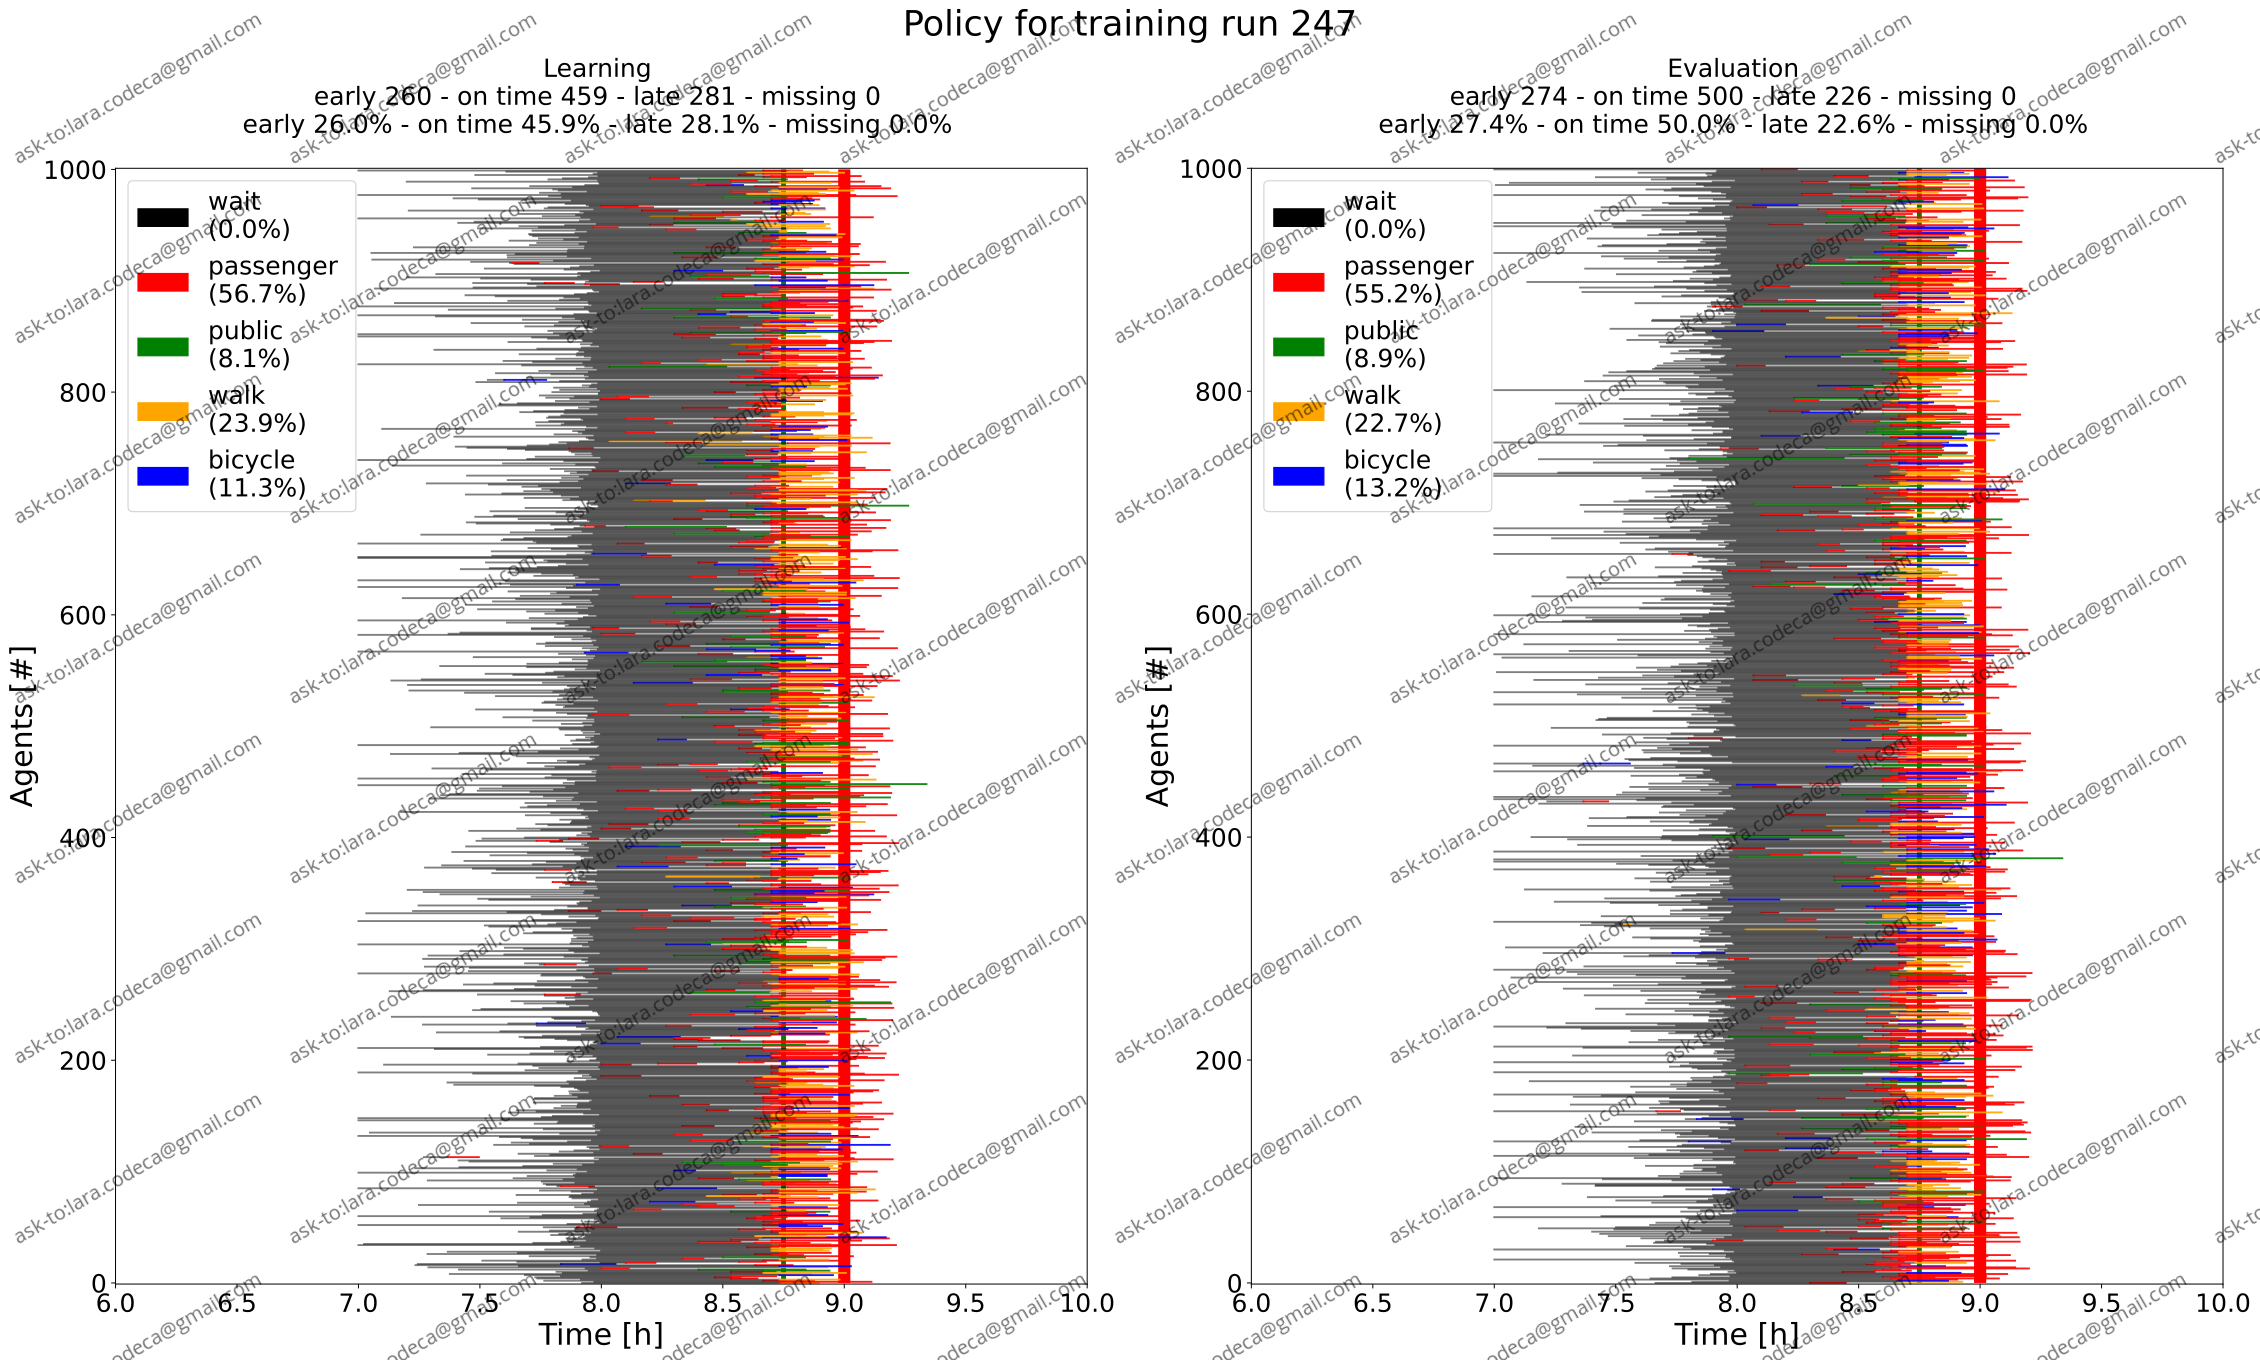 Policy for training run 247
Learning
early 260 - on time 459 - late 281 - missing 0
early 26.0% - on time 45.9% - late 28.1% - missing 0.0%
1000
800
600
400
200
0
Agents [#]
wait
(0.0%)
passenger
(56.7%)
public
(8.1%)
walk
(23.9%)
bicycle
(11.3%)
6.0 6.5 7.0 7.5 8.0 8.5 9.0 9.5 10.0
Time [h]
Evaluation
early 274 - on time 500 - late 226 - missing 0
early 27.4% - on time 50.0% - late 22.6% - missing 0.0%
1000
800
600
400
200
0
Agents [#]
wait
(0.0%)
passenger
(55.2%)
public
(8.9%)
walk
(22.7%)
bicycle
(13.2%)
6.0 6.5 7.0 7.5 8.0 8.5 9.0 9.5 10.0
Time [h]
ask-to:lara.codeca@gmail.com